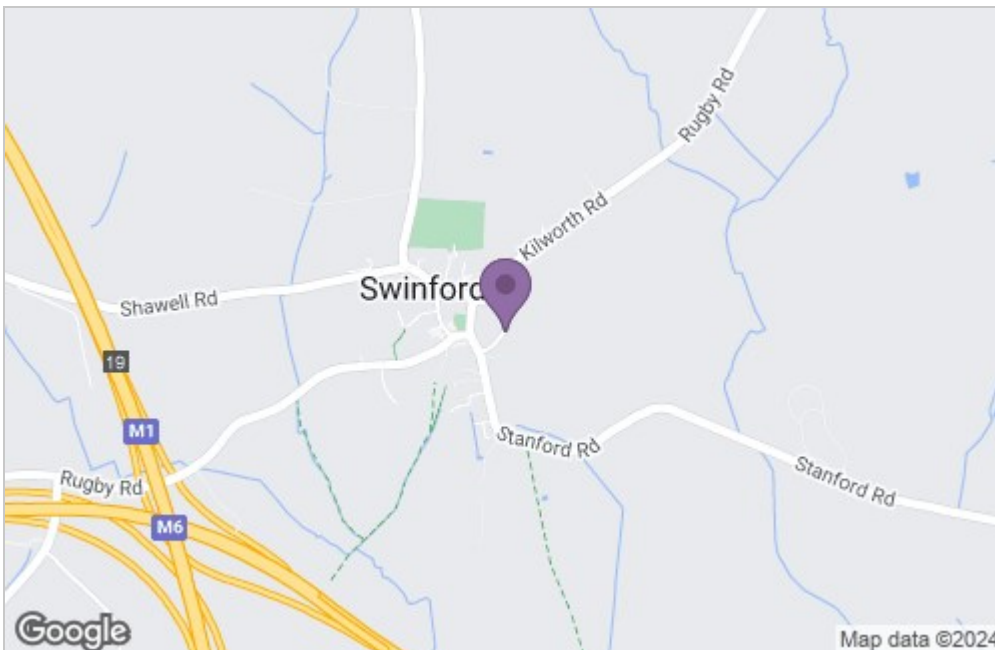 Rugby Rd
Kilworth Rd
Swinford
Shawell Rd
19
M1
Stanford Rd
Stanford Rd
Rugby Rd
M6
Google
Map data ©2024